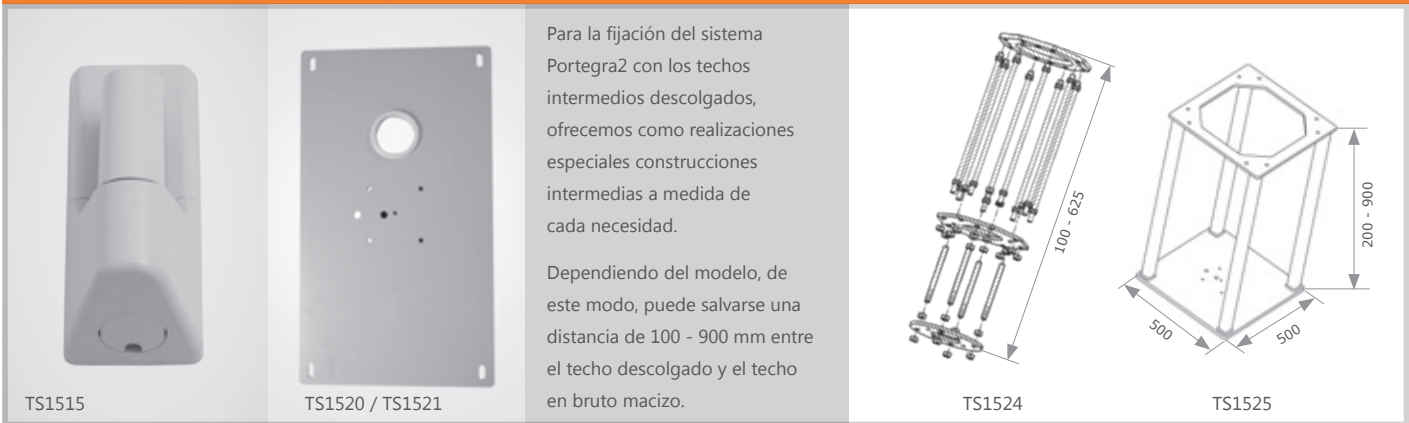 TS1515
TS1520 / TS1521
Para la fijación del sistema
Portegra2 con los techos
intermedios descolgados,
ofrecemos como realizaciones
especiales construcciones
intermedias a medida de
cada necesidad.
Dependiendo del modelo, de
este modo, puede salvarse una
distancia de 100 - 900 mm entre
el techo descolgado y el techo
en bruto macizo.
100 - 625
TS1524
200 - 900
500
500
TS1525